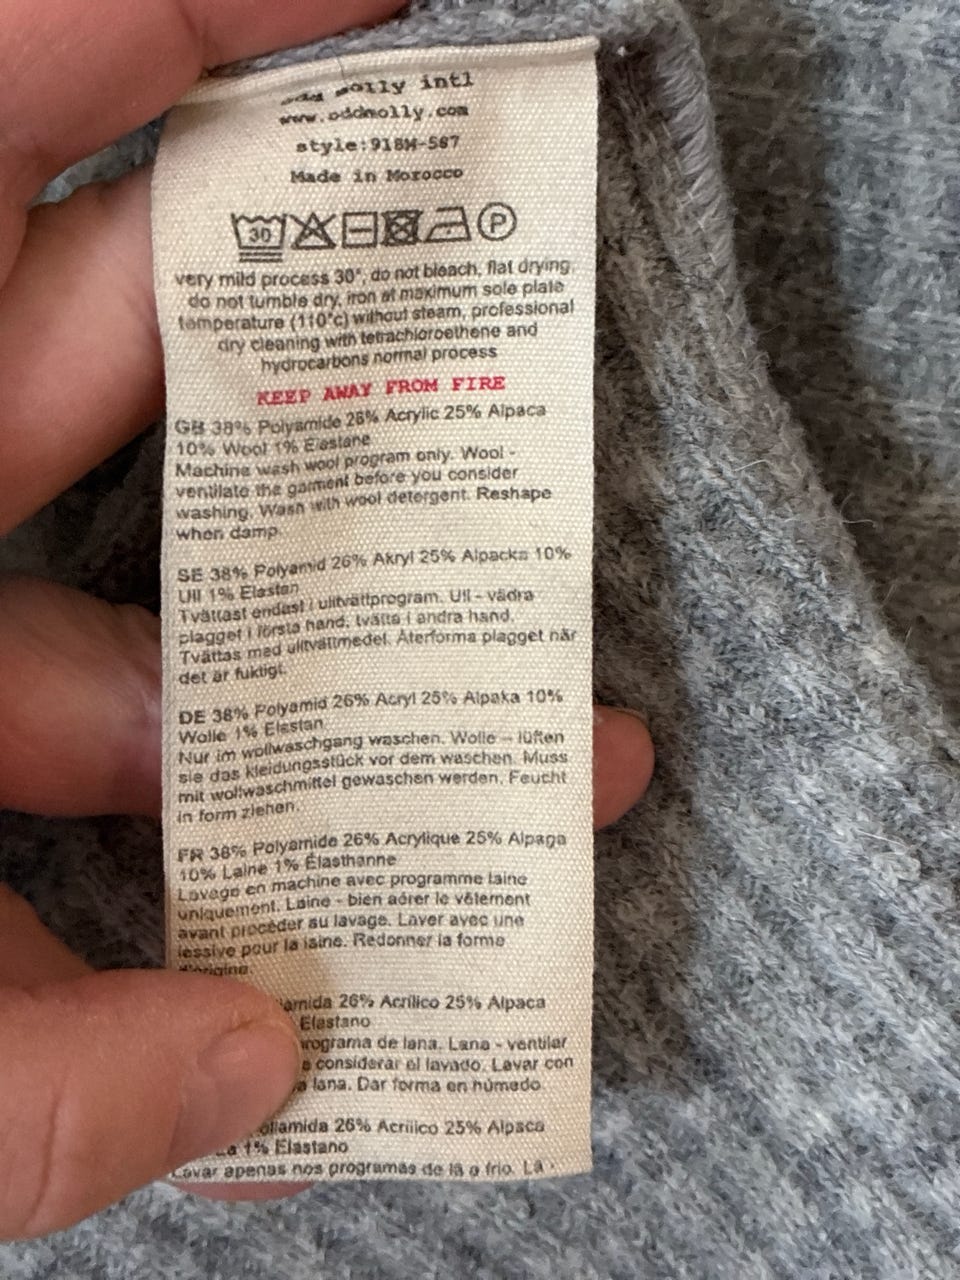 odd molly intl
www.oddmolly.com
style:918M-587
Made in Morocco
30 P
very mild process 30°, do not bleach, flat drying,
do not tumble dry, iron at maximum sole plate
temperature (110°c) without steam, professional
dry cleaning with tetrachloroethene and
hydrocarbons normal process
KEEP AWAY FROM FIRE
GB 38% Polyamide 26% Acrylic 25% Alpaca
10% Wool 1% Elastane
Machine wash wool program only. Wool -
ventilate the garment before you consider
washing. Wash with wool detergent. Reshape
when damp.
SE 38% Polyamid 26% Akryl 25% Alpacka 10%
Ull 1% Elastan
Tvättast endast i ulltvättprogram. Ull - vädra
plagget i första hand, tvätta i andra hand.
Tvättas med ulltvättmedel. Återforma plagget när
det är fuktigt.
DE 38% Polyamid 26% Acryl 25% Alpaka 10%
Wolle 1% Elastan
Nur im wollwaschgang waschen. Wolle – lüften
sie das kleidungsstück vor dem waschen. Muss
mit wollwaschmittel gewaschen werden. Feucht
in form ziehen.
FR 38% Polyamide 26% Acrylique 25% Alpaga
10% Laine 1% Élasthanne
Lavage en machine avec programme laine
uniquement. Laine - bien aérer le vêtement
avant procéder au lavage. Laver avec une
lessive pour la laine. Redonner la forme
d'origine.
26% Acrílico 25% Alpaca
Elastano
de lana. Lana - ventilar
considerar el lavado. Lavar con
lana. Dar forma en húmedo
26% Acrílico 25% Alpaca
1% Elastano
Lavar apenas nos programas de lã o frio. Lã -